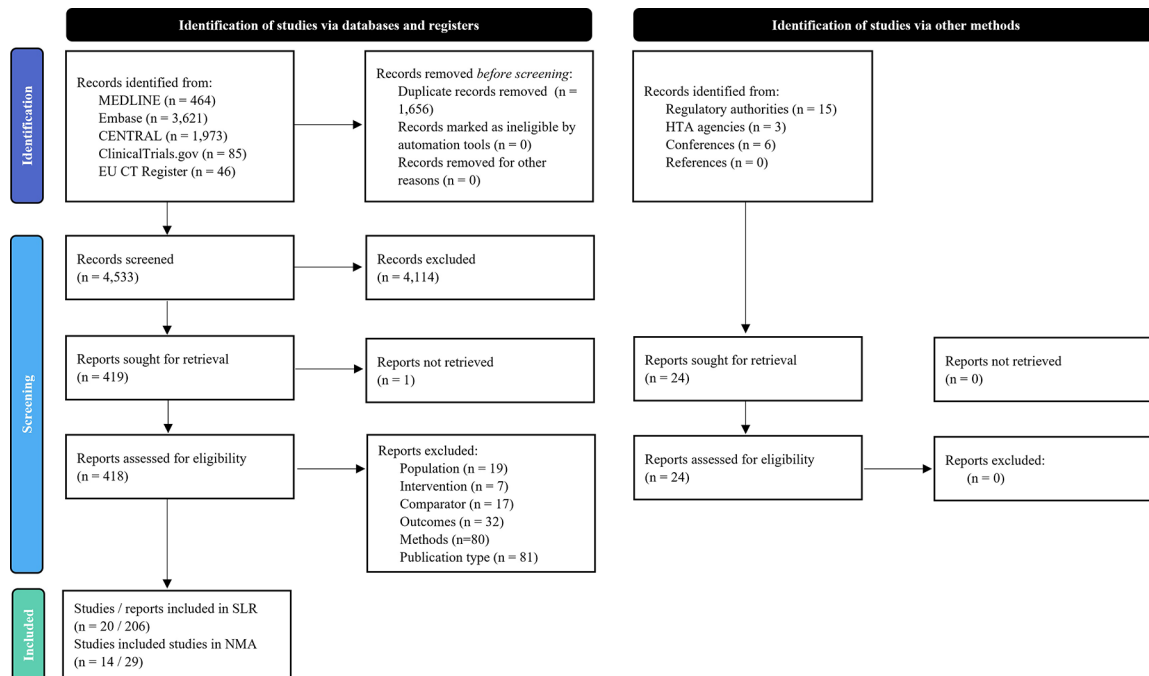 Identification of studies via databases and registers
Identification of studies via other methods
Identification
Records identified from:
MEDLINE (n = 464)
Embase (n = 3,621)
CENTRAL (n = 1,973)
ClinicalTrials.gov (n = 85)
EU CT Register (n = 46)
Records removed before screening:
Duplicate records removed (n =
1,656)
Records marked as ineligible by
automation tools (n = 0)
Records removed for other
reasons (n = 0)
Records identified from:
Regulatory authorities (n = 15)
HTA agencies (n = 3)
Conferences (n = 6)
References (n = 0)
Screening
Records screened
(n = 4,533)
Records excluded
(n = 4,114)
Reports sought for retrieval
(n = 419)
Reports not retrieved
(n = 1)
Reports sought for retrieval
(n = 24)
Reports not retrieved
(n = 0)
Reports assessed for eligibility
(n = 418)
Reports excluded:
Population (n = 19)
Intervention (n = 7)
Comparator (n = 17)
Outcomes (n = 32)
Methods (n=80)
Publication type (n = 81)
Reports assessed for eligibility
(n = 24)
Reports excluded:
(n = 0)
Included
Studies / reports included in SLR
(n = 20 / 206)
Studies included studies in NMA
(n = 14 / 29)